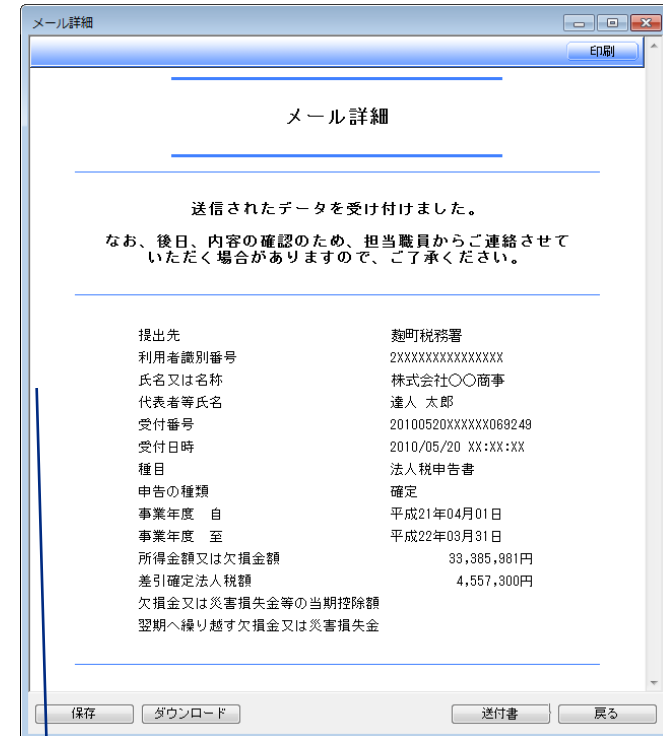 メール詳細
印刷
メール詳細
送信されたデータを受け付けました。
なお、後日、内容の確認のため、担当職員からご連絡させて
いただく場合がありますので、ご了承ください。
提出先 麹町税務署
利用者識別番号 2XXXXXXXXXXXXXXX
氏名又は名称 株式会社〇〇商事
代表者等氏名 達人 太郎
受付番号 20100520XXXXXX069249
受付日時 2010/05/20 XX:XX:XX
種目 法人税申告書
申告の種類 確定
事業年度 自 平成21年04月01日
事業年度 至 平成22年03月31日
所得金額又は欠損金額 33,385,981円
差引確定法人税額 4,557,300円
欠損金又は災害損失金等の当期控除額
翌期へ繰り越す欠損金又は災害損失金
保存 ダウンロード 送付書 戻る